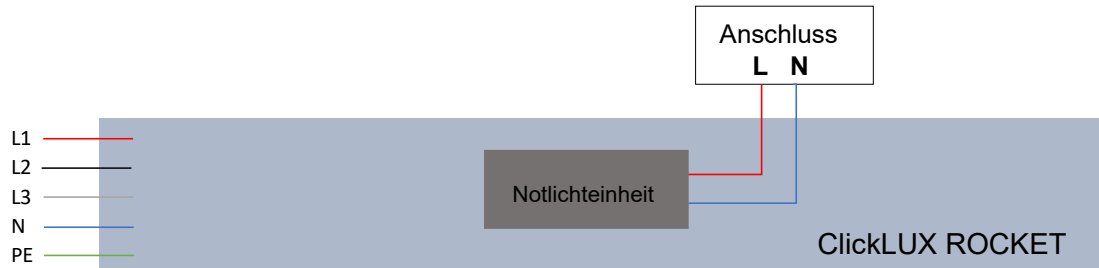 Anschluss
L N
L1
L2
L3
N
PE
Notlichteinheit
ClickLUX ROCKET